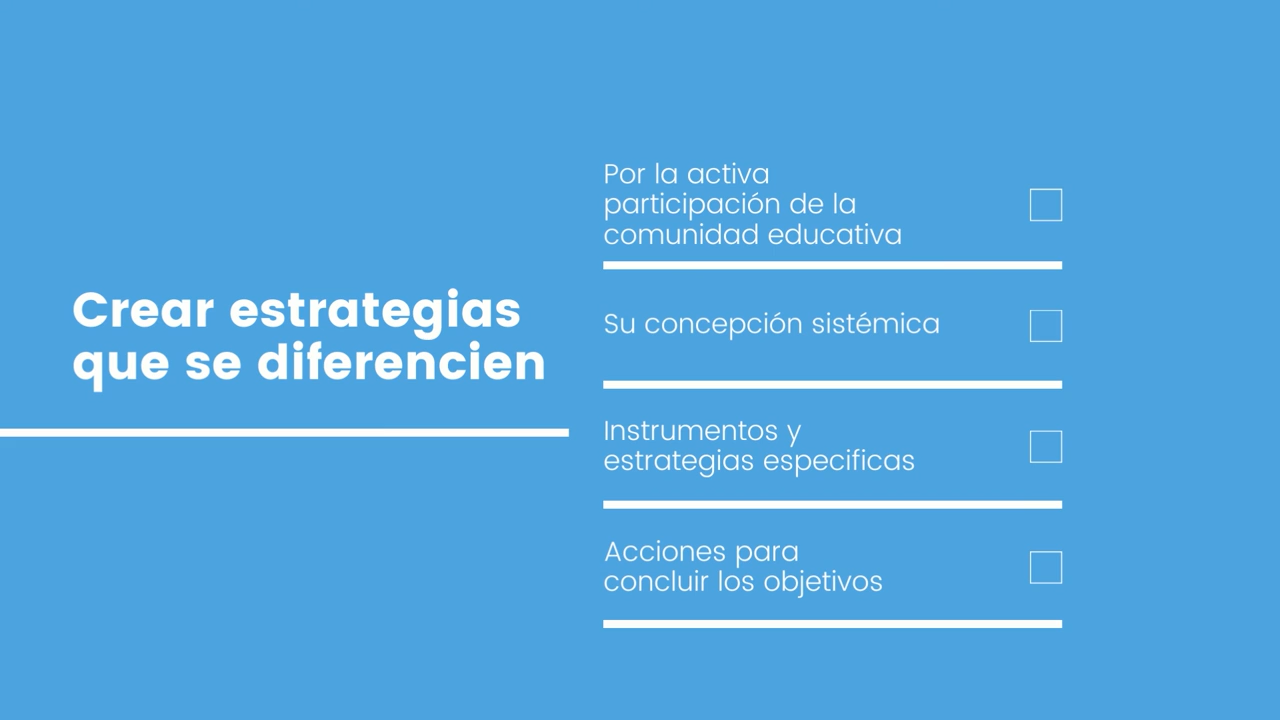 Crear estrategias
que se diferencien
Por la activa
participación de la
comunidad educativa
Su concepción sistémica
Instrumentos y
estrategias especificas
Acciones para
concluir los objetivos